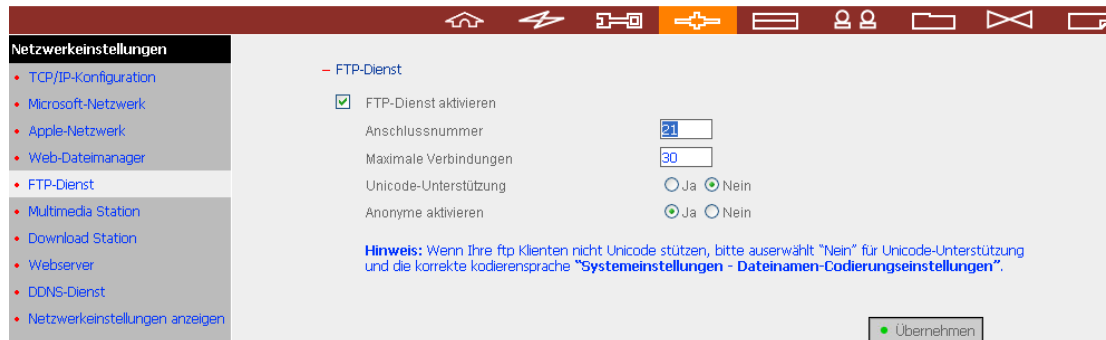 Netzwerkeinstellungen
TCP/IP-Konfiguration
Microsoft-Netzwerk
Apple-Netzwerk
Web-Dateimanager
FTP-Dienst
Multimedia Station
Download Station
Webserver
DDNS-Dienst
Netzwerkeinstellungen anzeigen
– FTP-Dienst
FTP-Dienst aktivieren
Anschlussnummer 21
Maximale Verbindungen 30
Unicode-Unterstützung Ja Nein
Anonyme aktivieren Ja Nein
Hinweis: Wenn Ihre ftp Klienten nicht Unicode stützen, bitte auserwählt "Nein" für Unicode-Unterstützung
und die korrekte kodierensprache "Systemeinstellungen - Dateinamen-Codierungseinstellungen".
Übernehmen